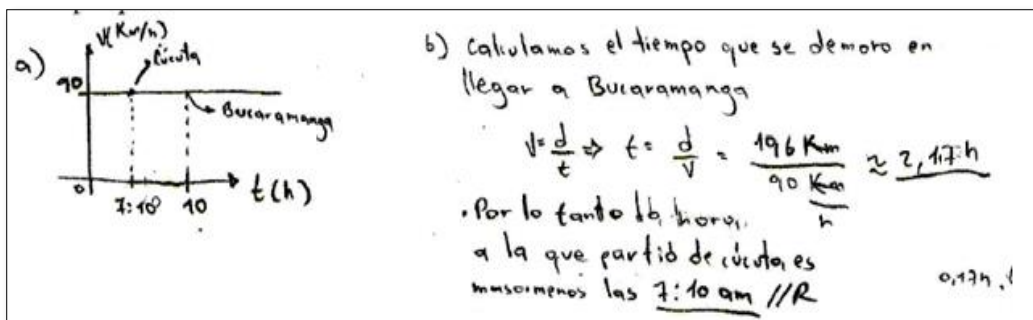 a)
V(Km/h)
Cúcuta
90
Bucaramanga
0
7:10
10
t(h)
b) Calculamos el tiempo que se demoro en
llegar a Bucaramanga
V = d/t ⇒ t = d/V = 196 Km / 90 Km/h ≈ 2,17 h
• Por lo tanto la hora
a la que partió de cúcuta es
masomenos las 7:10 am //R
0,17h